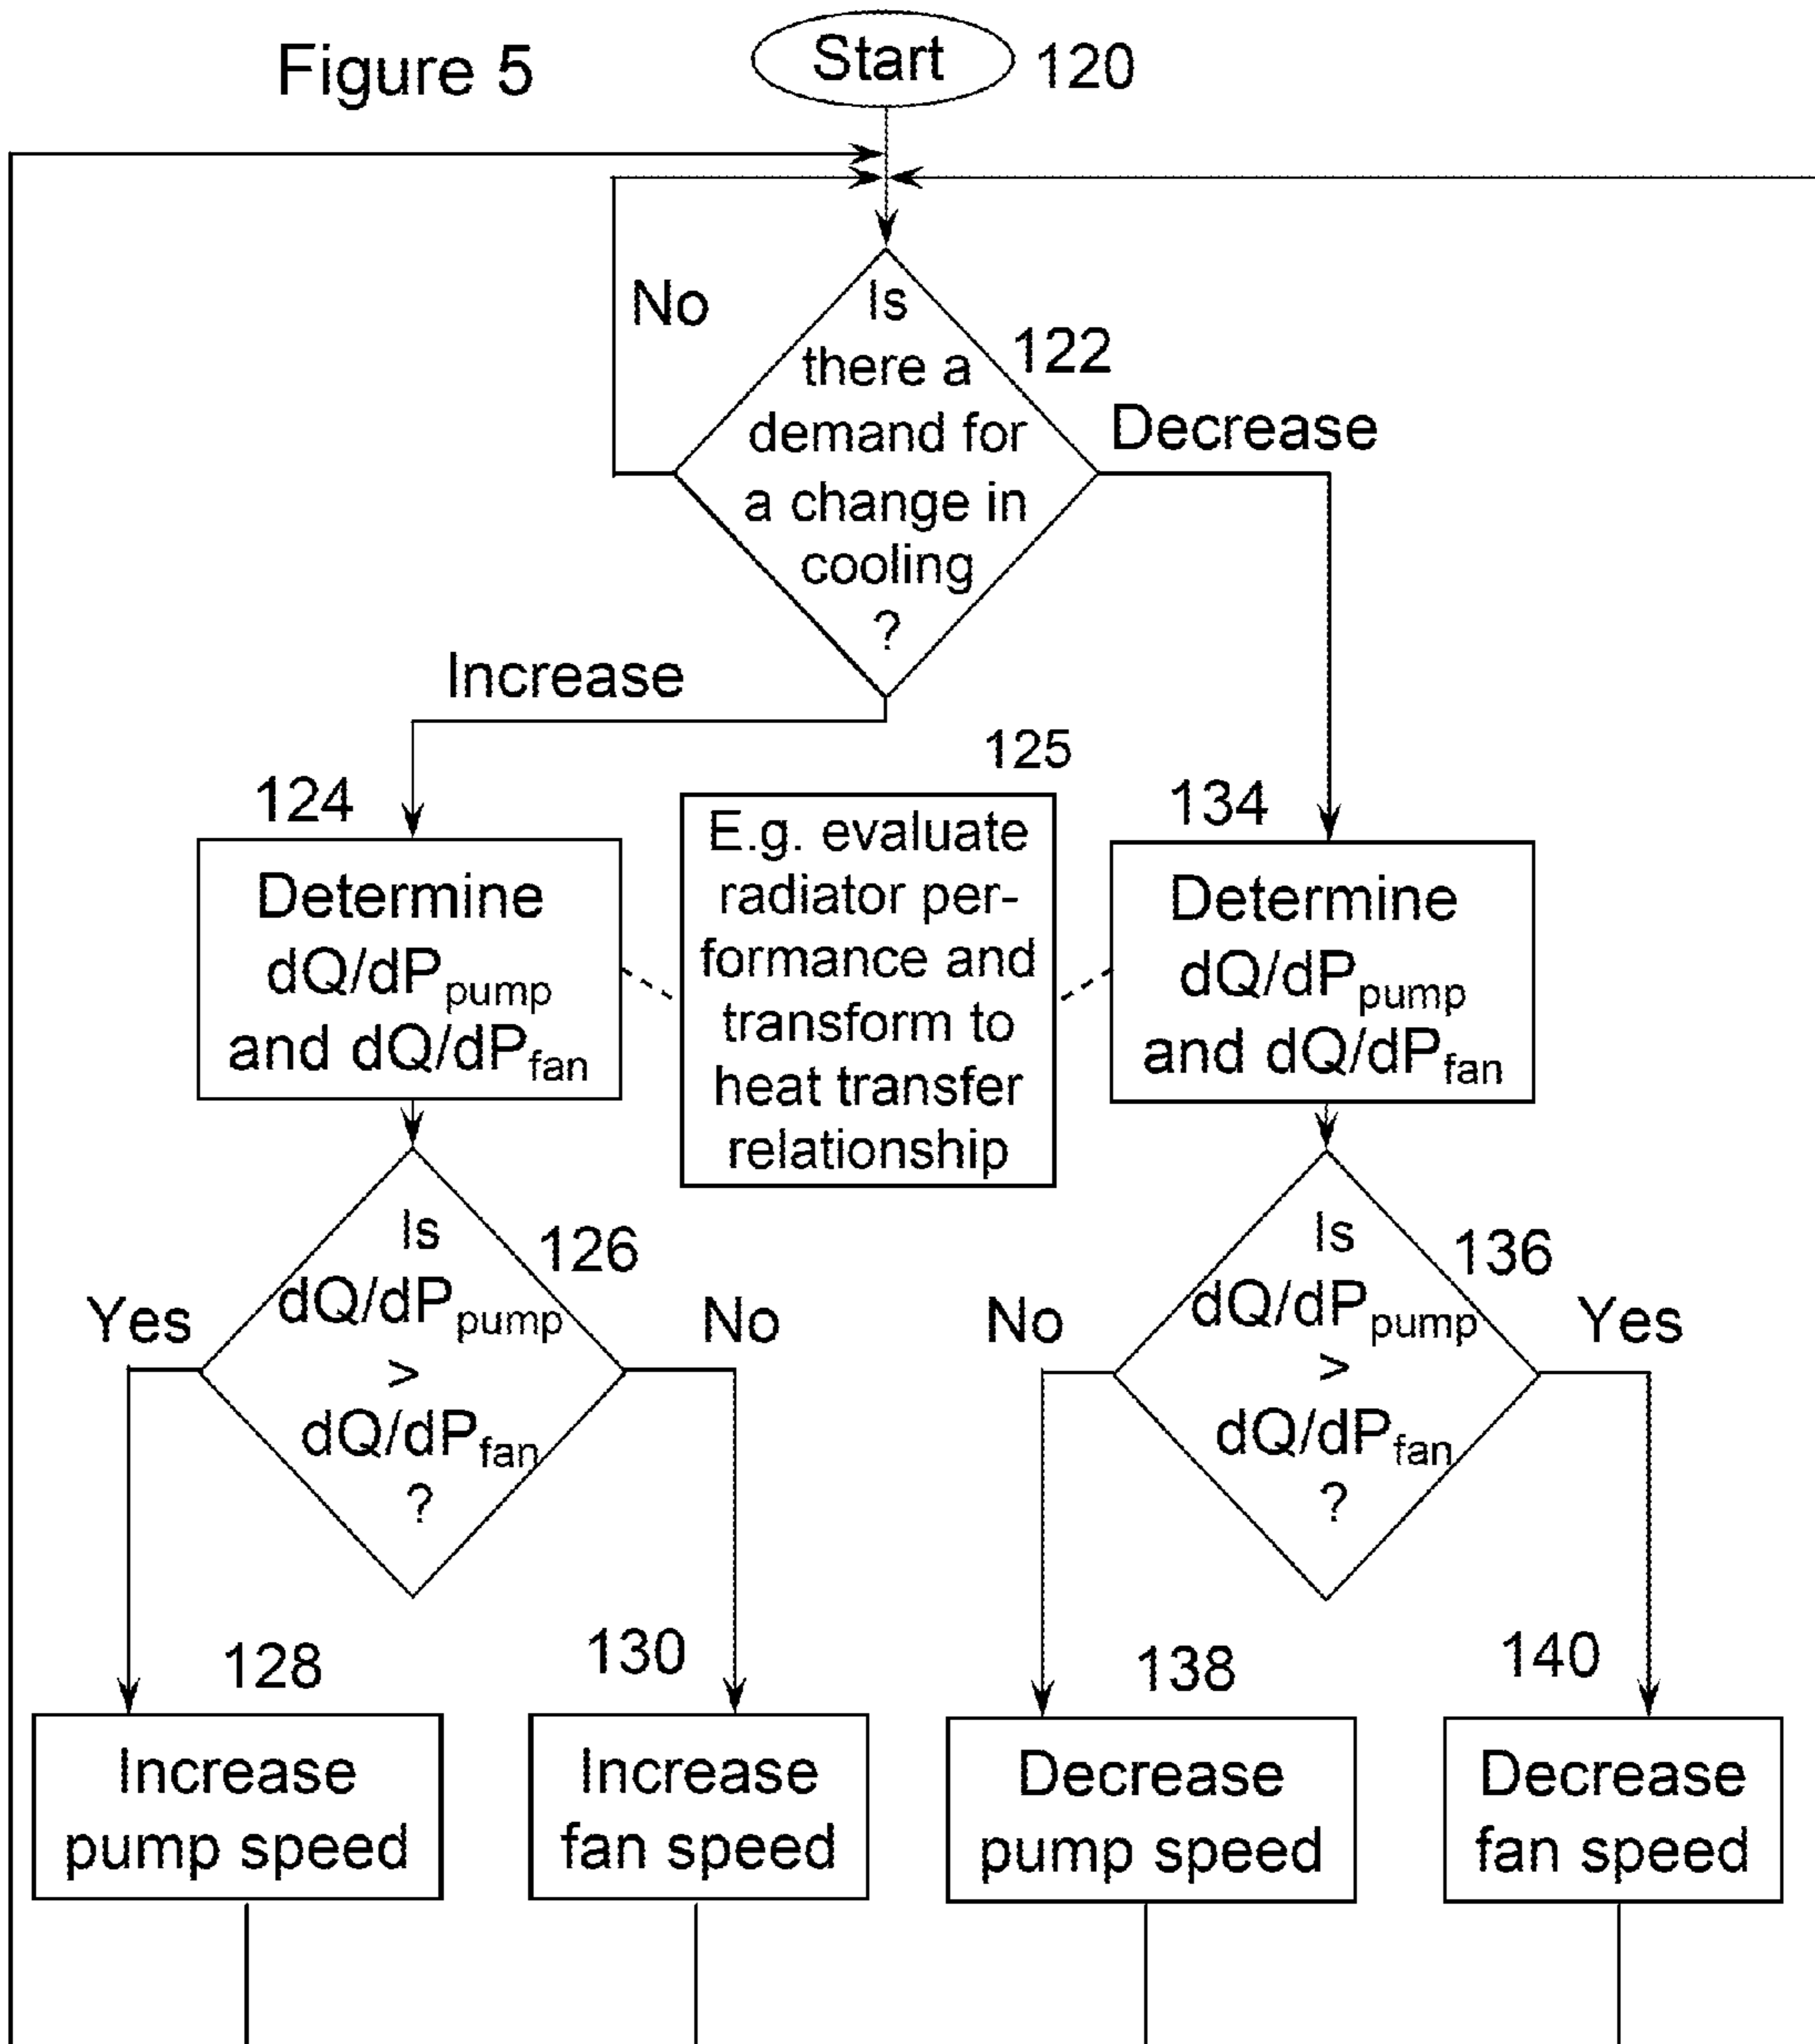 Figure 5
Start
120
No
Is
there a
demand for
a change in
cooling
?
122
Decrease
Increase
124
Determine
dQ/dPpump
and dQ/dPfan
125
E.g. evaluate
radiator per-
formance and
transform to
heat transfer
relationship
134
Determine
dQ/dPpump
and dQ/dPfan
Yes
Is
dQ/dPpump
>
dQ/dPfan
?
126
No
No
Is
dQ/dPpump
>
dQ/dPfan
?
136
Yes
128
Increase
pump speed
130
Increase
fan speed
138
Decrease
pump speed
140
Decrease
fan speed